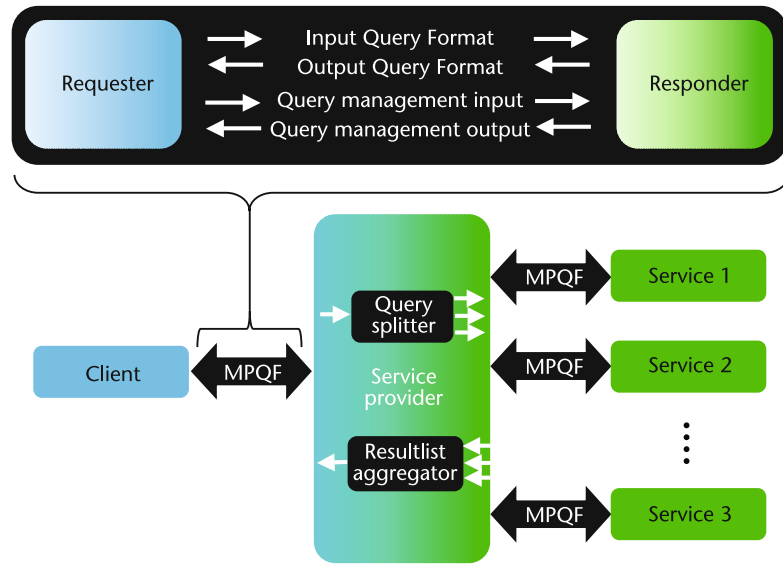 Requester
Input Query Format
Output Query Format
Query management input
Query management output
Responder
Client
MPQF
Query
splitter
Service
provider
Resultlist
aggregator
MPQF
Service 1
MPQF
Service 2
MPQF
Service 3